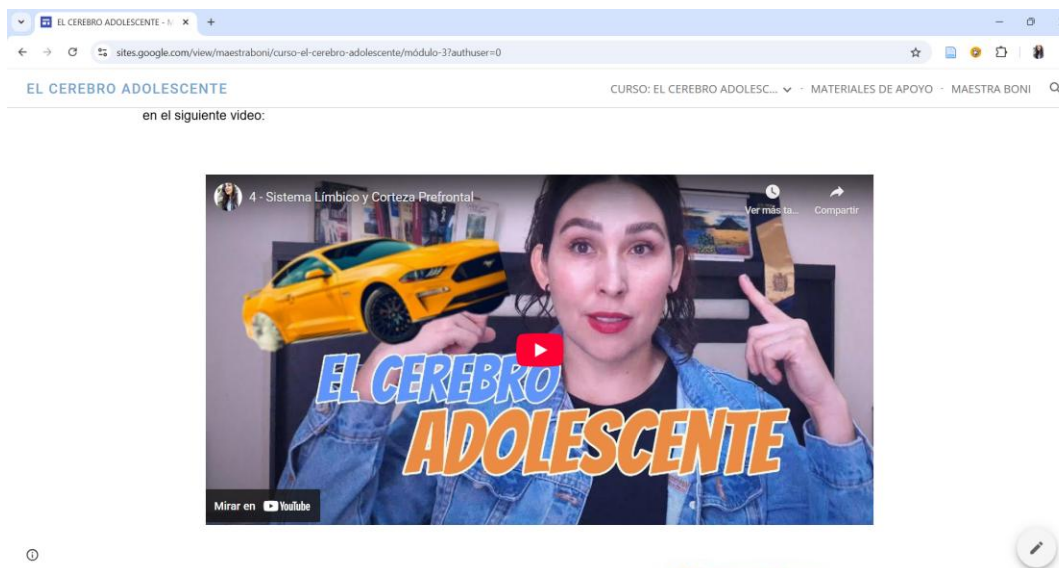 EL CEREBRO ADOLESCENTE - M
sites.google.com/view/maestraboni/curso-el-cerebro-adolescente/módulo-3?authuser=0
EL CEREBRO ADOLESCENTE
CURSO: EL CEREBRO ADOLESC... - MATERIALES DE APOYO - MAESTRA BONI
en el siguiente video:
4 - Sistema Límbico y Corteza Prefrontal
Ver más ta...
Compartir
EL CEREBRO
ADOLESCENTE
Mirar en YouTube